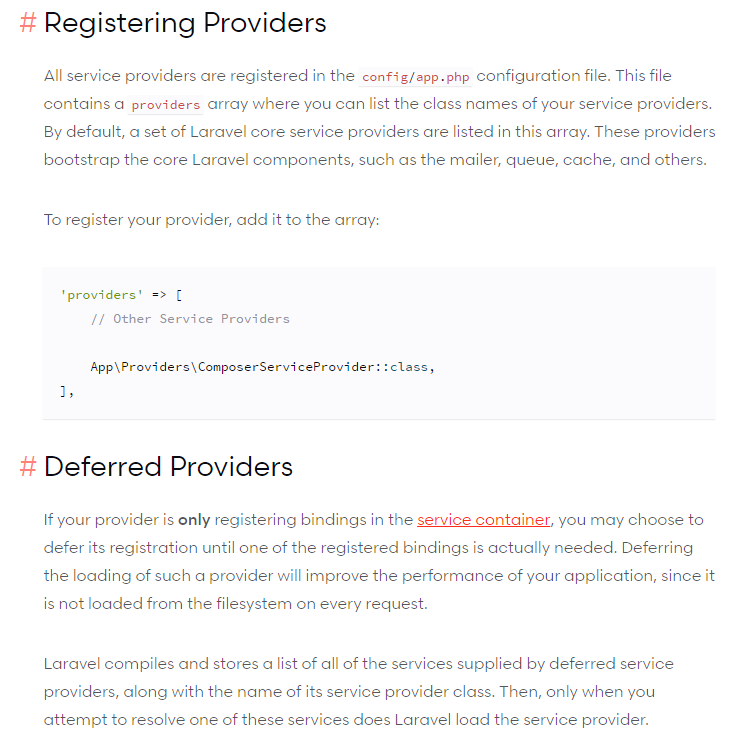 # Registering Providers
All service providers are registered in the config/app.php configuration file. This file
contains a providers array where you can list the class names of your service providers.
By default, a set of Laravel core service providers are listed in this array. These providers
bootstrap the core Laravel components, such as the mailer, queue, cache, and others.
To register your provider, add it to the array:
'providers' => [
    // Other Service Providers
    App\Providers\ComposerServiceProvider::class,
],
# Deferred Providers
If your provider is only registering bindings in the service container, you may choose to
defer its registration until one of the registered bindings is actually needed. Deferring
the loading of such a provider will improve the performance of your application, since it
is not loaded from the filesystem on every request.
Laravel compiles and stores a list of all of the services supplied by deferred service
providers, along with the name of its service provider class. Then, only when you
attempt to resolve one of these services does Laravel load the service provider.